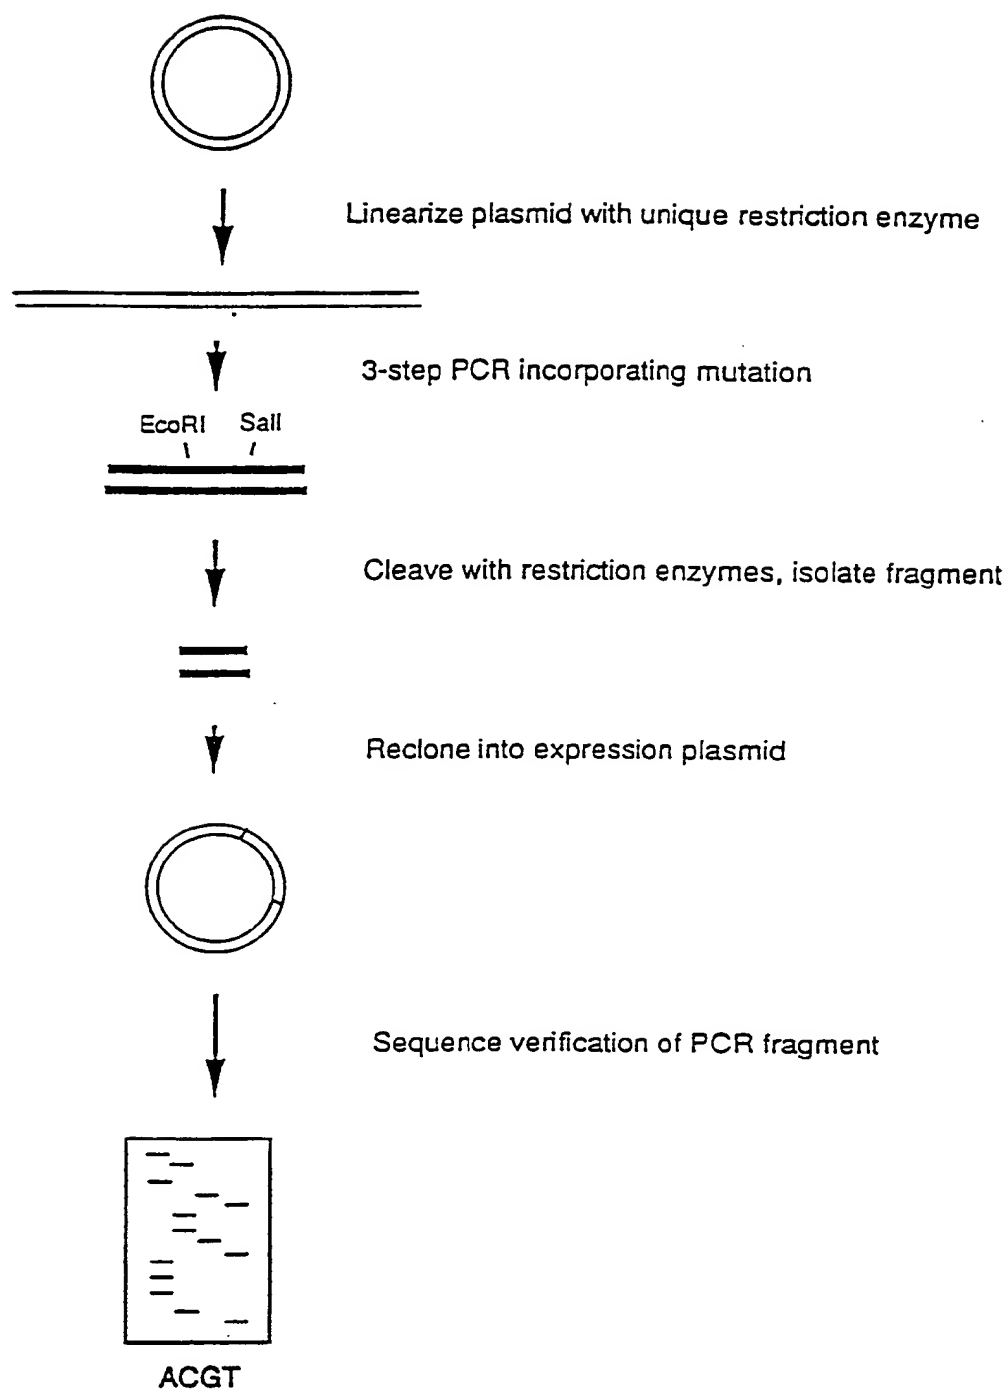 Linearize plasmid with unique restriction enzyme
3-step PCR incorporating mutation
EcoRI SalI
Cleave with restriction enzymes, isolate fragment
Reclone into expression plasmid
Sequence verification of PCR fragment
ACGT